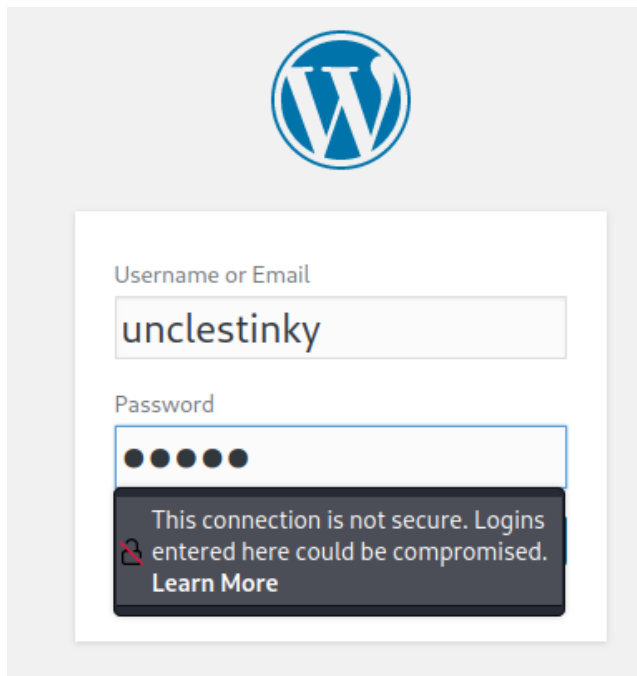 Username or Email
unclestinky
Password
●●●●●
This connection is not secure. Logins
entered here could be compromised.
Learn More